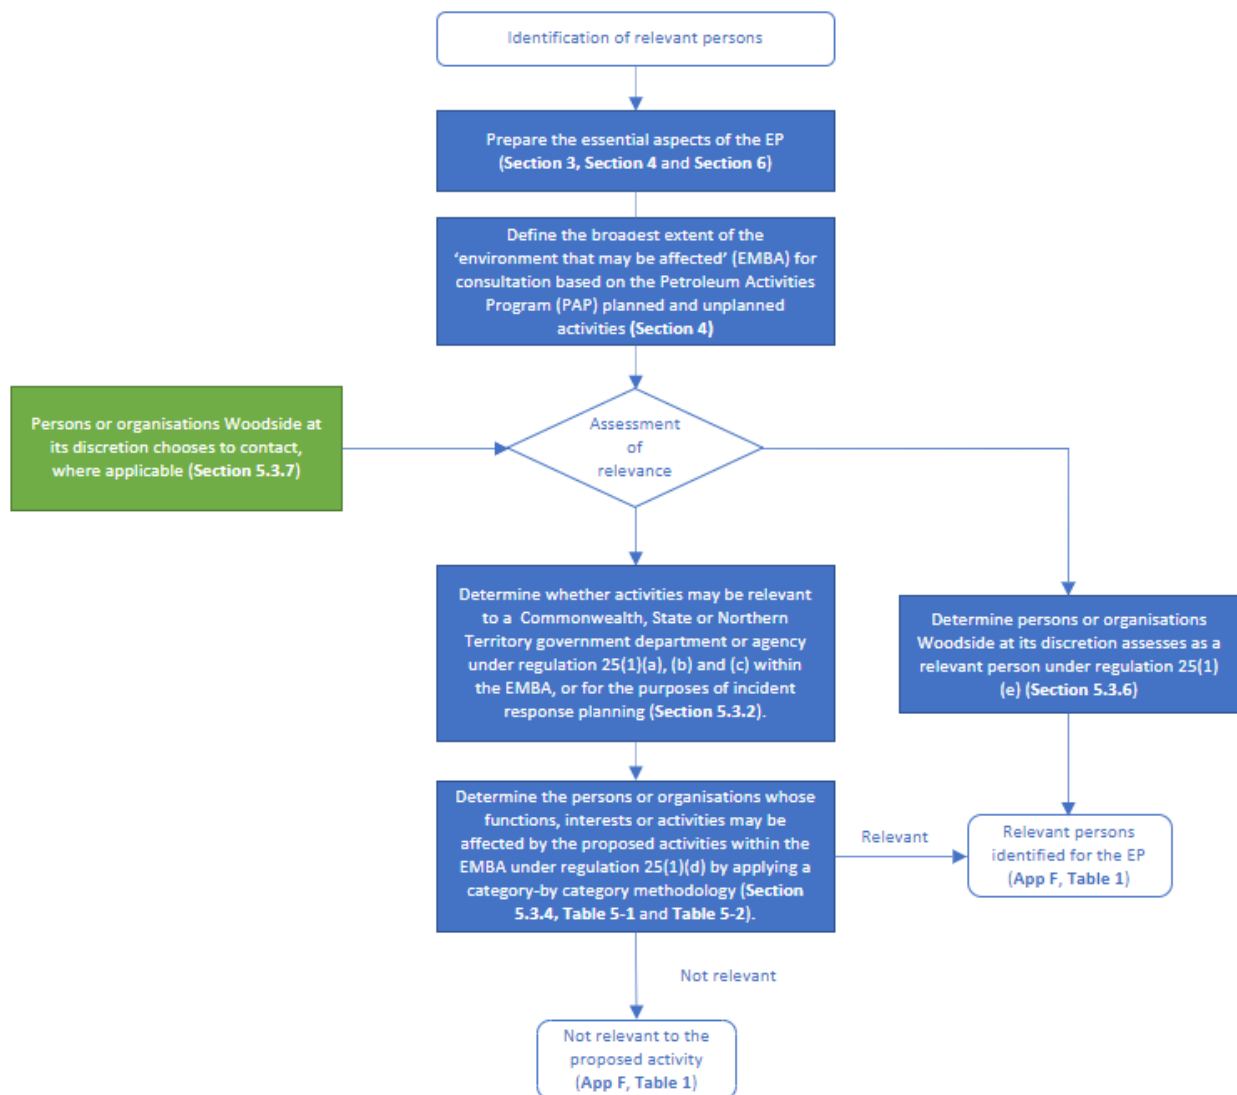 Identification of relevant persons
Prepare the essential aspects of the EP
(Section 3, Section 4 and Section 6)
Define the broadest extent of the
‘environment that may be affected’ (EMBA) for
consultation based on the Petroleum Activities
Program (PAP) planned and unplanned
activities (Section 4)
Persons or organisations Woodside at
its discretion chooses to contact,
where applicable (Section 5.3.7)
Assessment
of
relevance
Determine whether activities may be relevant
to a  Commonwealth, State or Northern
Territory government department or agency
under regulation 25(1)(a), (b) and (c) within
the EMBA, or for the purposes of incident
response planning (Section 5.3.2).
Determine persons or organisations
Woodside at its discretion assesses as a
relevant person under regulation 25(1)
(e) (Section 5.3.6)
Determine the persons or organisations whose
functions, interests or activities may be
affected by the proposed activities within the
EMBA under regulation 25(1)(d) by applying a
category-by category methodology (Section
5.3.4, Table 5-1 and Table 5-2).
Relevant
Relevant persons
identified for the EP
(App F, Table 1)
Not relevant
Not relevant to the
proposed activity
(App F, Table 1)